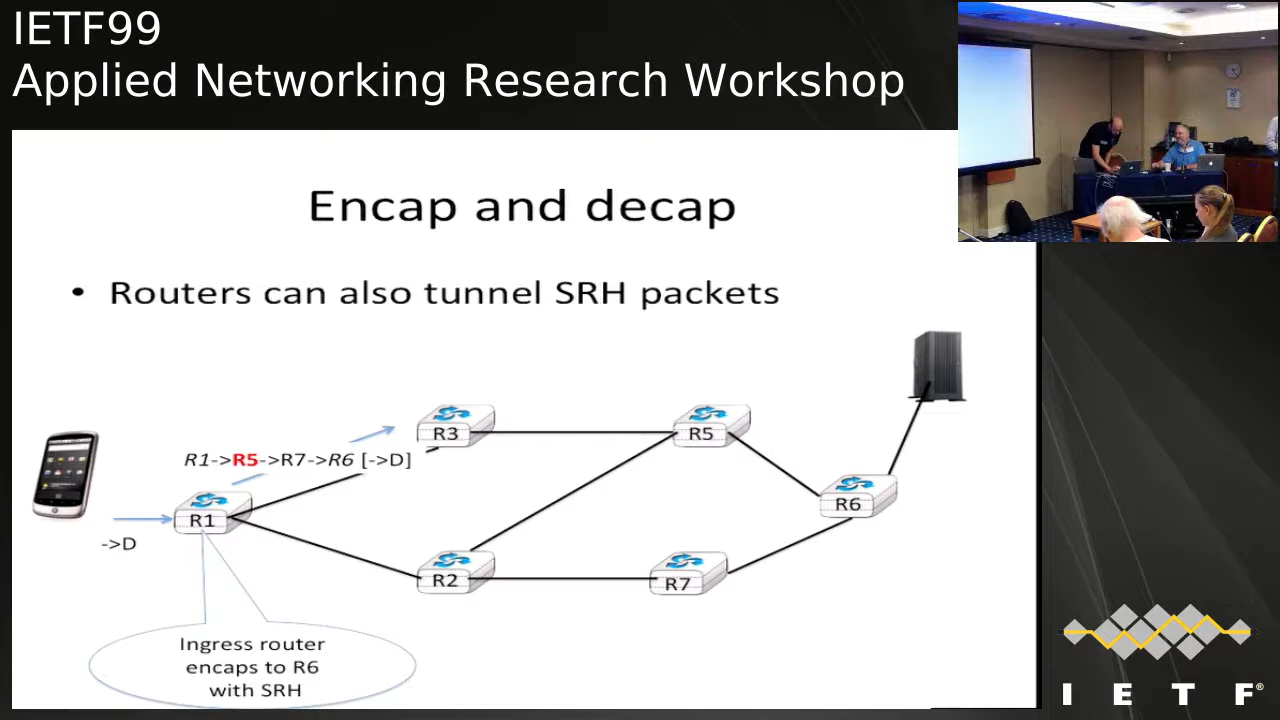 IETF99
Applied Networking Research Workshop
Encap and decap
• Routers can also tunnel SRH packets
R3
R5
R1->R5->R7->R6 [->D]
R6
R1
->D
R2
R7
Ingress router
encaps to R6
with SRH
I E T F®